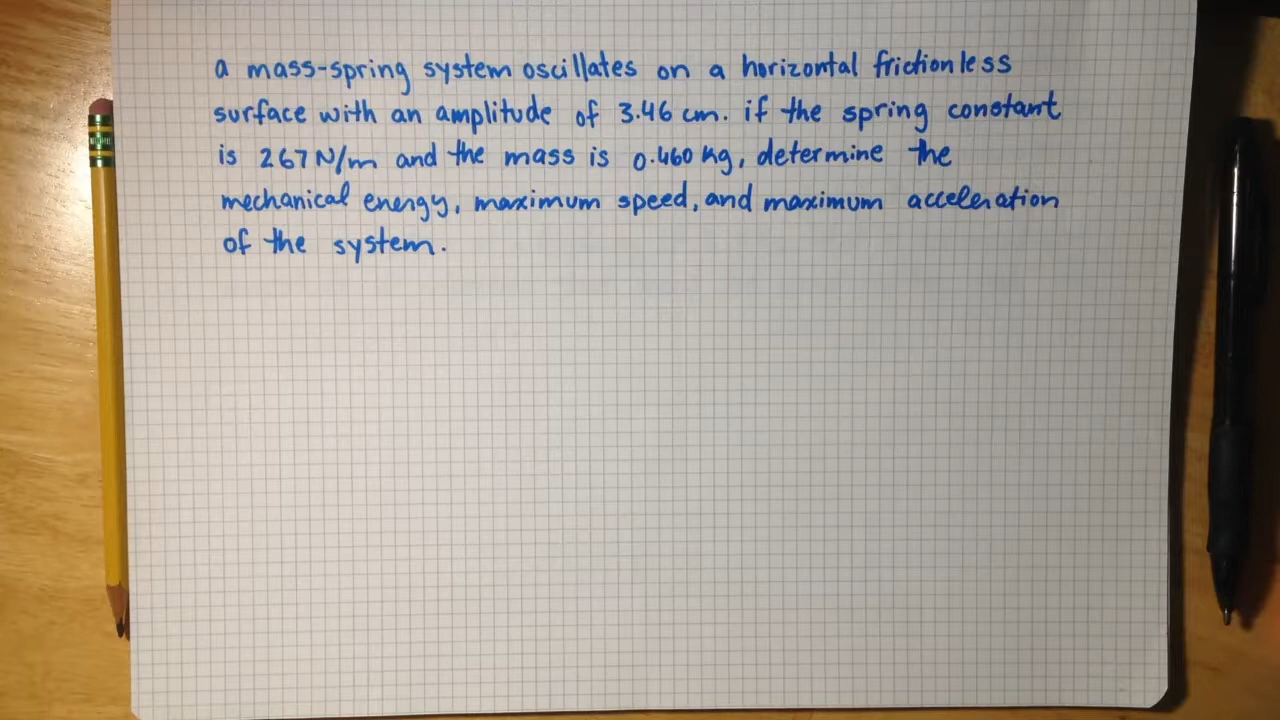 a mass-spring system oscillates on a horizontal frictionless
surface with an amplitude of 3.46 cm. if the spring constant
is 267 N/m and the mass is 0.460 kg, determine the
mechanical energy, maximum speed, and maximum acceleration
of the system.